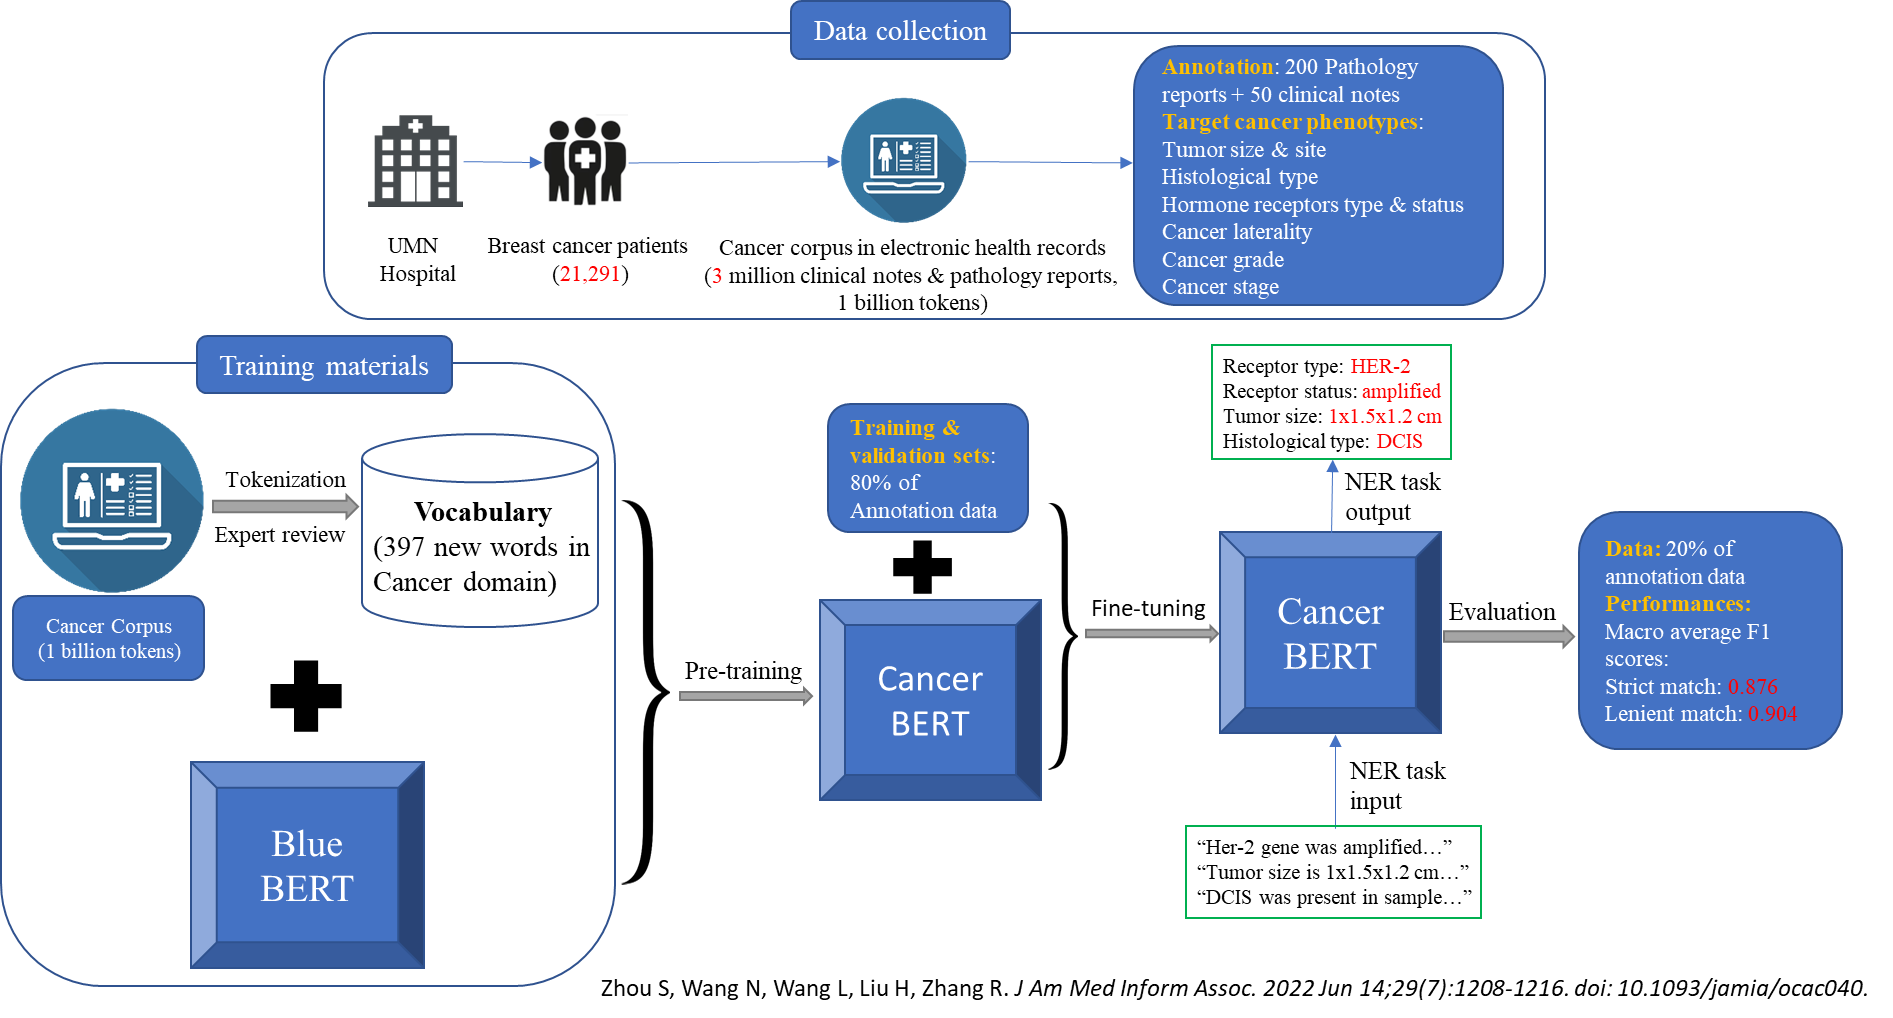 Data collection
UMN
Hospital
Breast cancer patients
(21,291)
Cancer corpus in electronic health records
(3 million clinical notes & pathology reports,
1 billion tokens)
Annotation: 200 Pathology
reports + 50 clinical notes
Target cancer phenotypes:
Tumor size & site
Histological type
Hormone receptors type & status
Cancer laterality
Cancer grade
Cancer stage
Training materials
Tokenization
Expert review
Vocabulary
(397 new words in
Cancer domain)
Cancer Corpus
(1 billion tokens)
Blue
BERT
Pre-training
Training &
validation sets:
80% of
Annotation data
Cancer
BERT
Fine-tuning
Receptor type: HER-2
Receptor status: amplified
Tumor size: 1x1.5x1.2 cm
Histological type: DCIS
NER task
output
Cancer
BERT
NER task
input
“Her-2 gene was amplified…”
“Tumor size is 1x1.5x1.2 cm…”
“DCIS was present in sample…”
Evaluation
Data: 20% of
annotation data
Performances:
Macro average F1
scores:
Strict match: 0.876
Lenient match: 0.904
Zhou S, Wang N, Wang L, Liu H, Zhang R. J Am Med Inform Assoc. 2022 Jun 14;29(7):1208-1216. doi: 10.1093/jamia/ocac040.